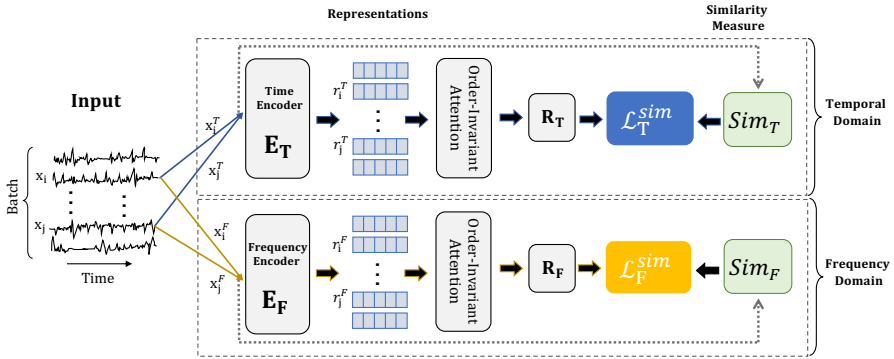 Representations
Similarity
Measure
Input
Batch
x_i
x_j
Time
x_i^T
x_j^T
x_i^F
x_j^F
Time
Encoder
E_T
r_i^T
r_j^T
Order-Invariant
Attention
R_T
ℒ_T^sim
Sim_T
Temporal
Domain
Frequency
Encoder
E_F
r_i^F
r_j^F
Order-Invariant
Attention
R_F
ℒ_F^sim
Sim_F
Frequency
Domain